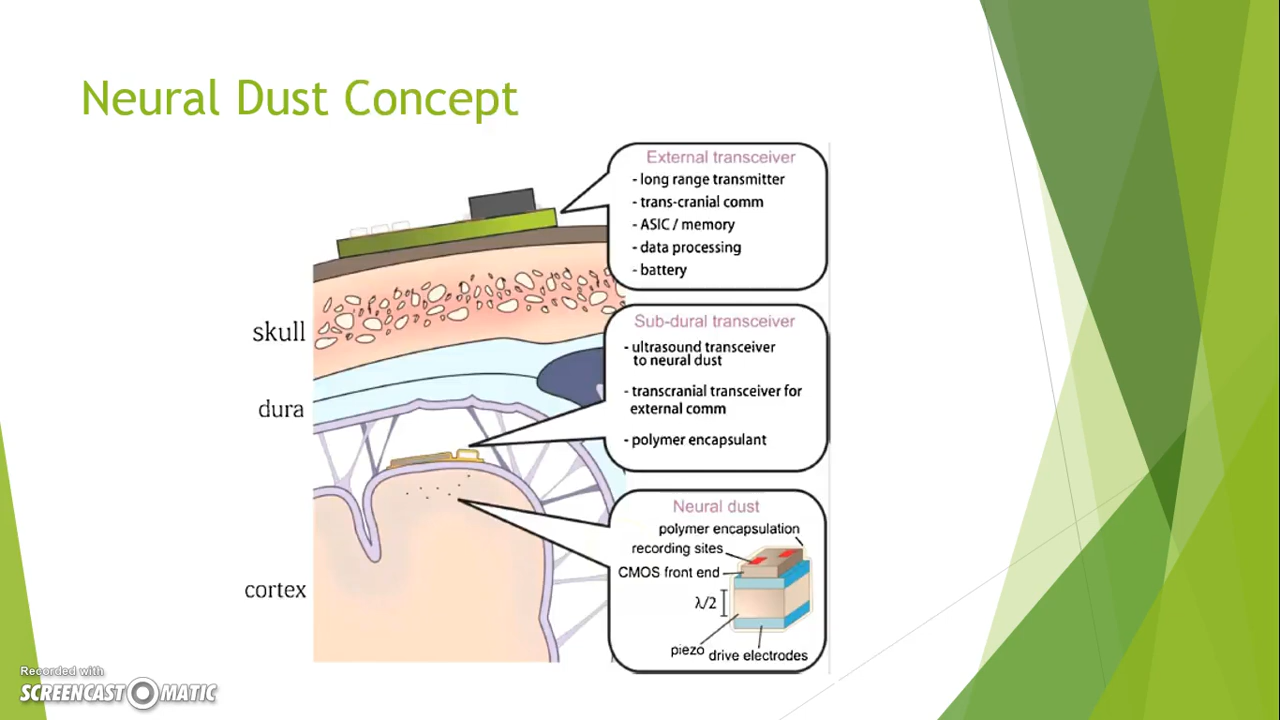 Neural Dust Concept
External transceiver
- long range transmitter
- trans-cranial comm
- ASIC / memory
- data processing
- battery
skull
dura
cortex
Sub-dural transceiver
- ultrasound transceiver
to neural dust
- transcranial transceiver for
external comm
- polymer encapsulant
Neural dust
polymer encapsulation
recording sites
CMOS front end
λ/2
piezo
drive electrodes
Recorded with
SCREENCAST MATIC